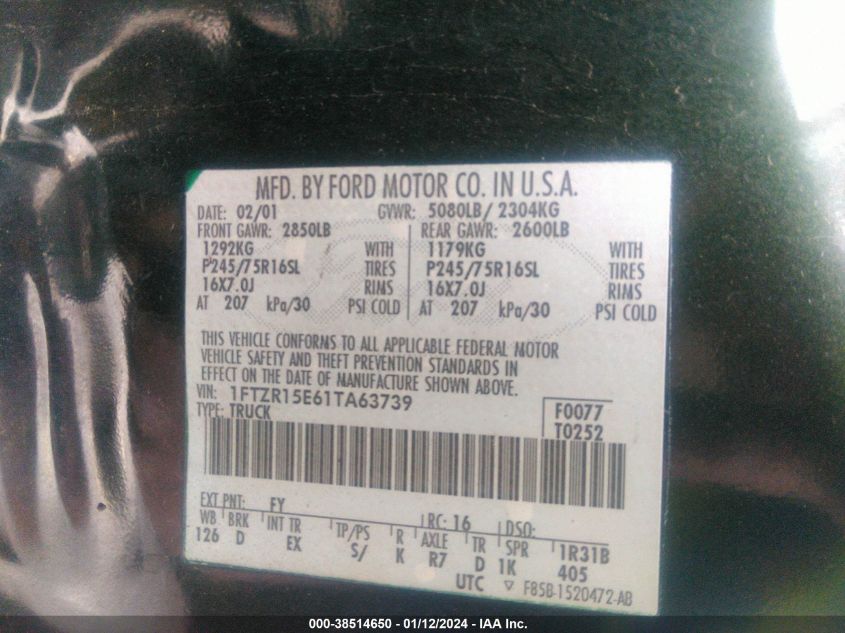 MFD. BY FORD MOTOR CO. IN U.S.A.
DATE: 02/01 GVWR: 5080LB/ 2304KG
FRONT GAWR: 2850LB REAR GAWR: 2600LB
1292KG WITH 1179KG WITH
P245/75R16SL TIRES P245/75R16SL TIRES
16X7.0J RIMS 16X7.0J RIMS
AT 207 kPa/30 PSI COLD AT 207 kPa/30 PSI COLD
THIS VEHICLE CONFORMS TO ALL APPLICABLE FEDERAL MOTOR
VEHICLE SAFETY AND THEFT PREVENTION STANDARDS IN
EFFECT ON THE DATE OF MANUFACTURE SHOWN ABOVE.
VIN: 1FTZR15E61TA63739 F0077
TYPE: TRUCK T0252
EXT PNT: FY RC: 16 DSO:
WB BRK INT TR TP/PS R AXLE TR SPR 1R31B
126 D EX S/ K R7 D 1K 405
UTC ▽ F85B-1520472-AB
000-38514650 - 01/12/2024 - IAA Inc.